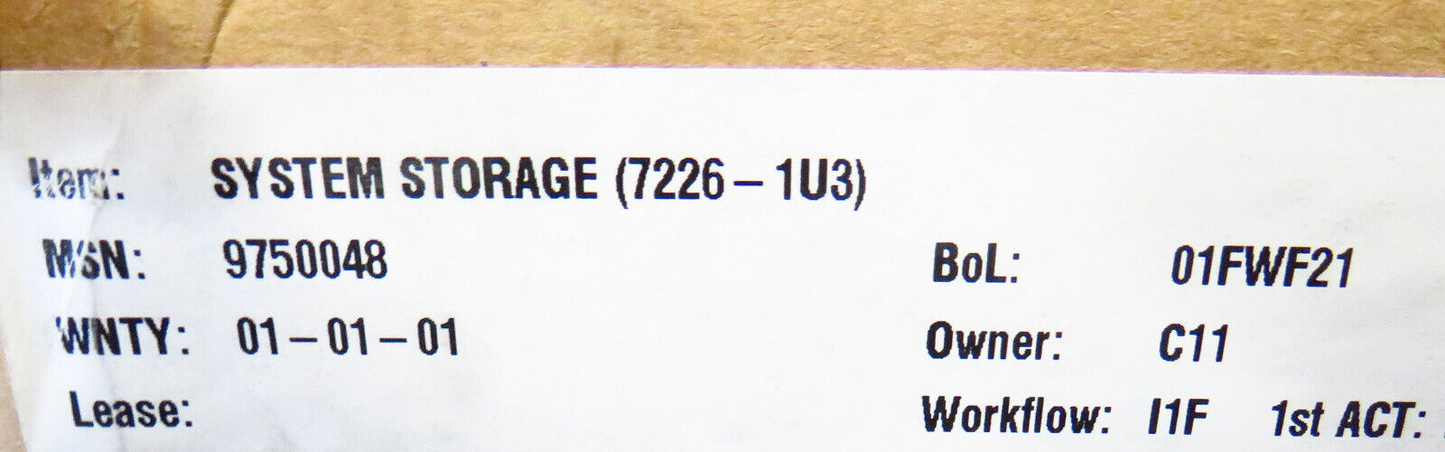 Item: SYSTEM STORAGE (7226 – 1U3)
MSN: 9750048 BoL: 01FWF21
WNTY: 01 – 01 – 01 Owner: C11
Lease: Workflow: I1F 1st ACT: